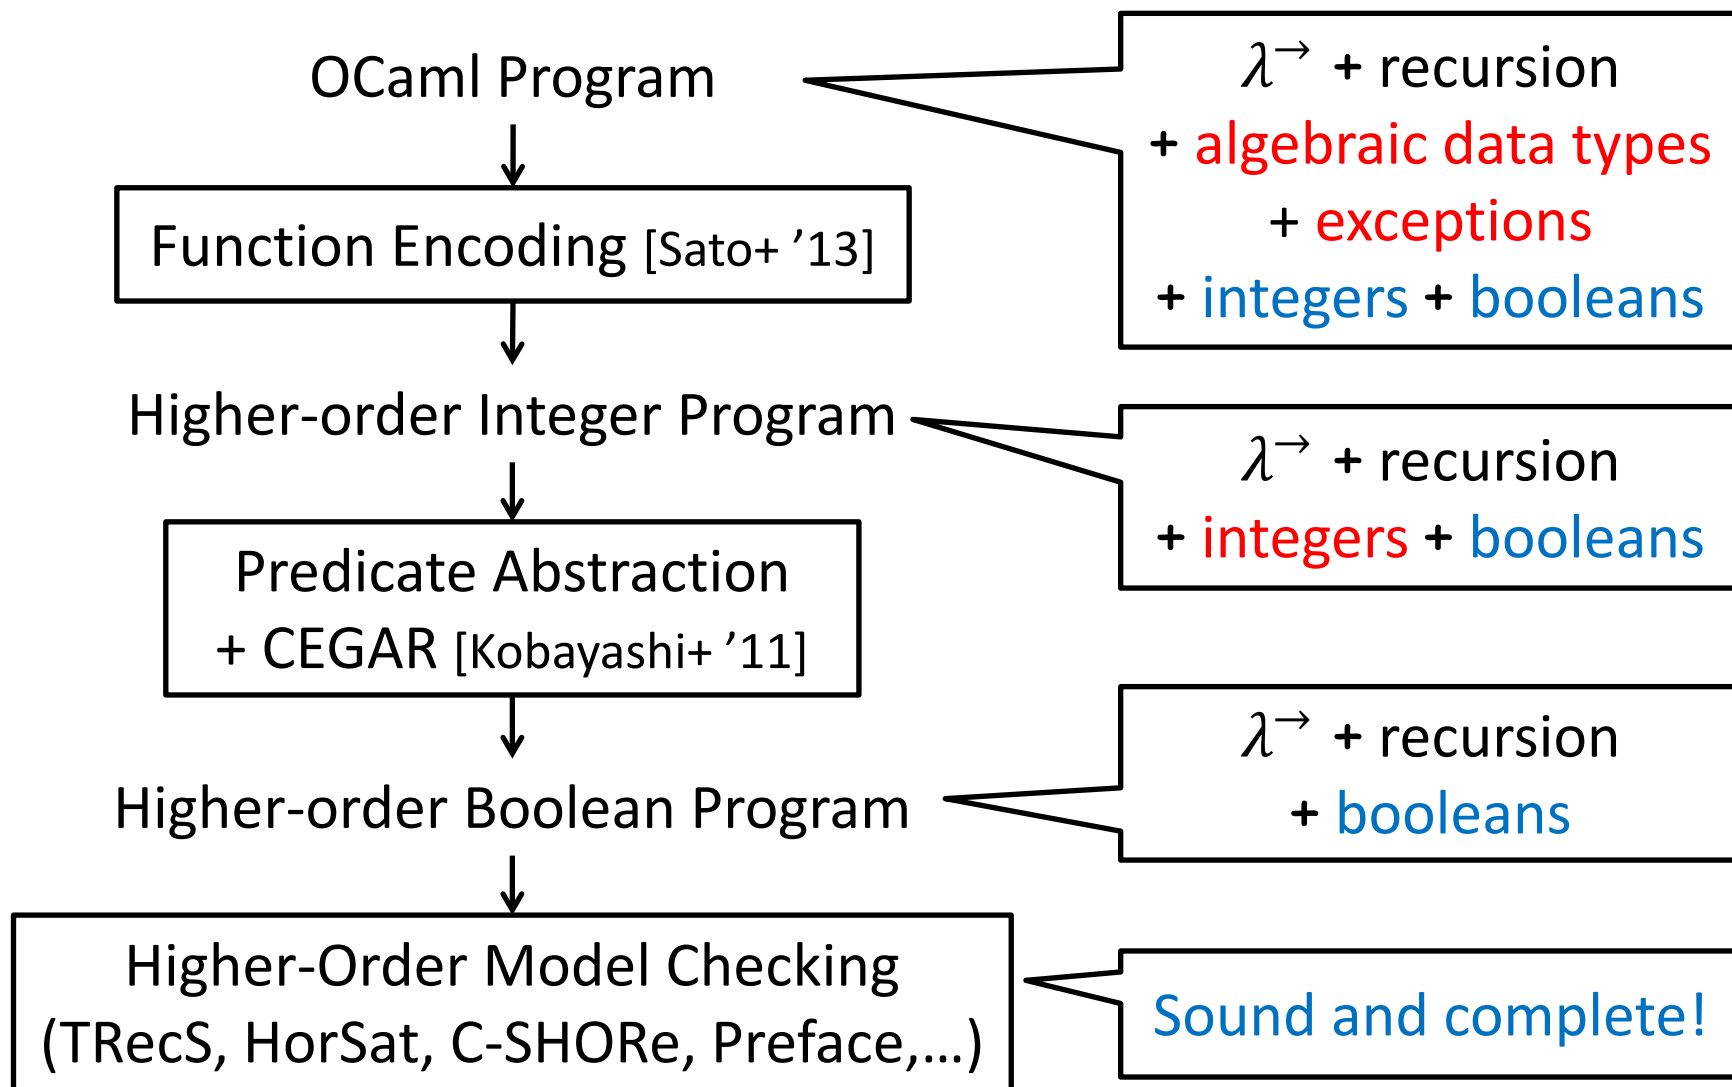 OCaml Program
λ→ + recursion
+ algebraic data types
+ exceptions
+ integers + booleans
Function Encoding [Sato+ ’13]
Higher-order Integer Program
λ→ + recursion
+ integers + booleans
Predicate Abstraction
+ CEGAR [Kobayashi+ ’11]
Higher-order Boolean Program
λ→ + recursion
+ booleans
Higher-Order Model Checking
(TRecS, HorSat, C-SHORe, Preface,…)
Sound and complete!